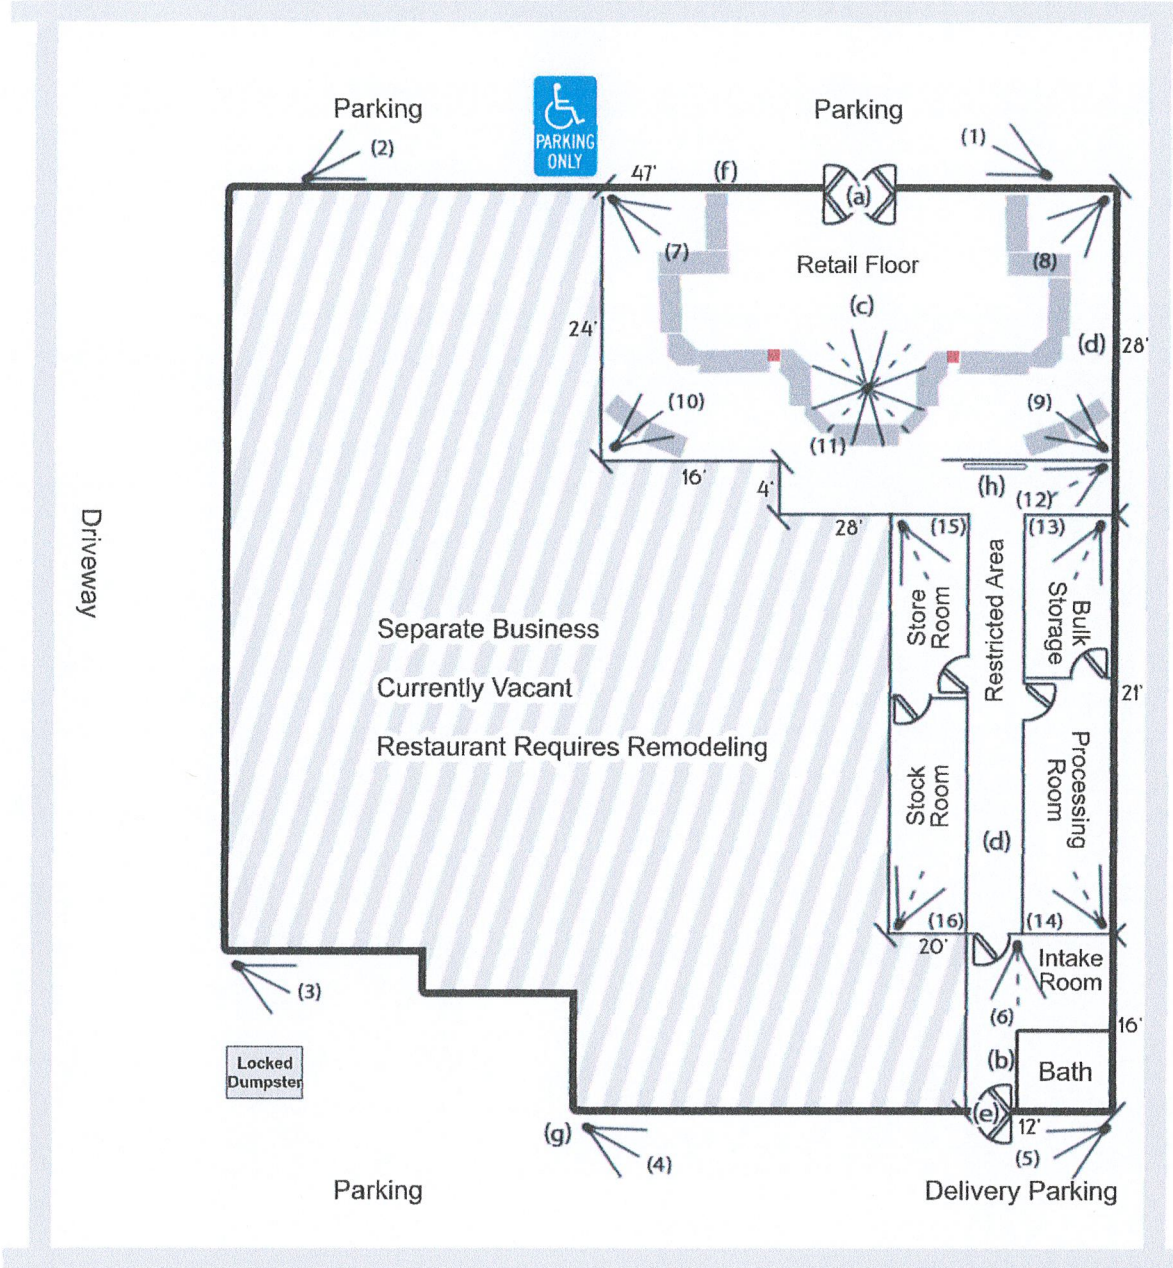 Parking
Parking
PARKING
ONLY
(1)
(2)
47'
(f)
(a)
(7)
Retail Floor
(8)
(c)
24'
(d)
28'
(10)
(9)
(11)
16'
4'
(h)
(12)
28'
(15)
(13)
Driveway
Store
Room
Restricted Area
Bulk
Storage
Separate Business
Currently Vacant
Restaurant Requires Remodeling
21'
Stock
Room
Processing
Room
(d)
(16)
(14)
20'
Intake
Room
(3)
(6)
16'
Locked
Dumpster
(b)
Bath
(e)
12'
(g)
(4)
(5)
Parking
Delivery Parking